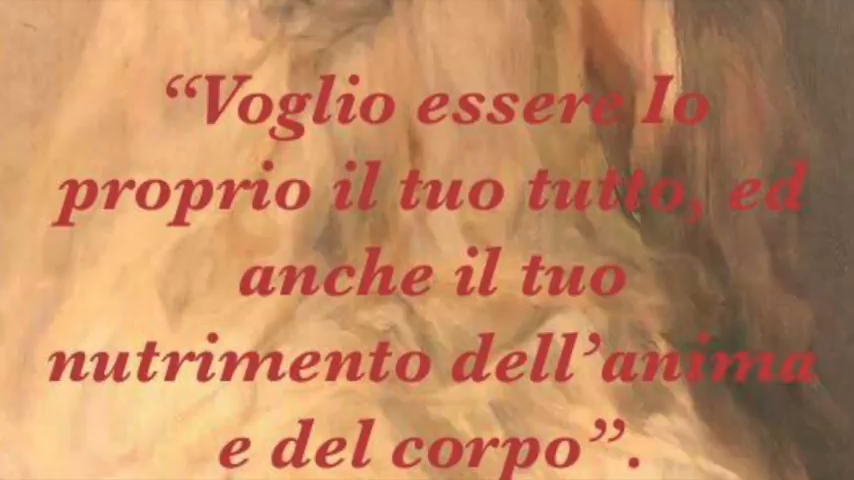 “Voglio essere Io
proprio il tuo tutto, ed
anche il tuo
nutrimento dell’anima
e del corpo”.